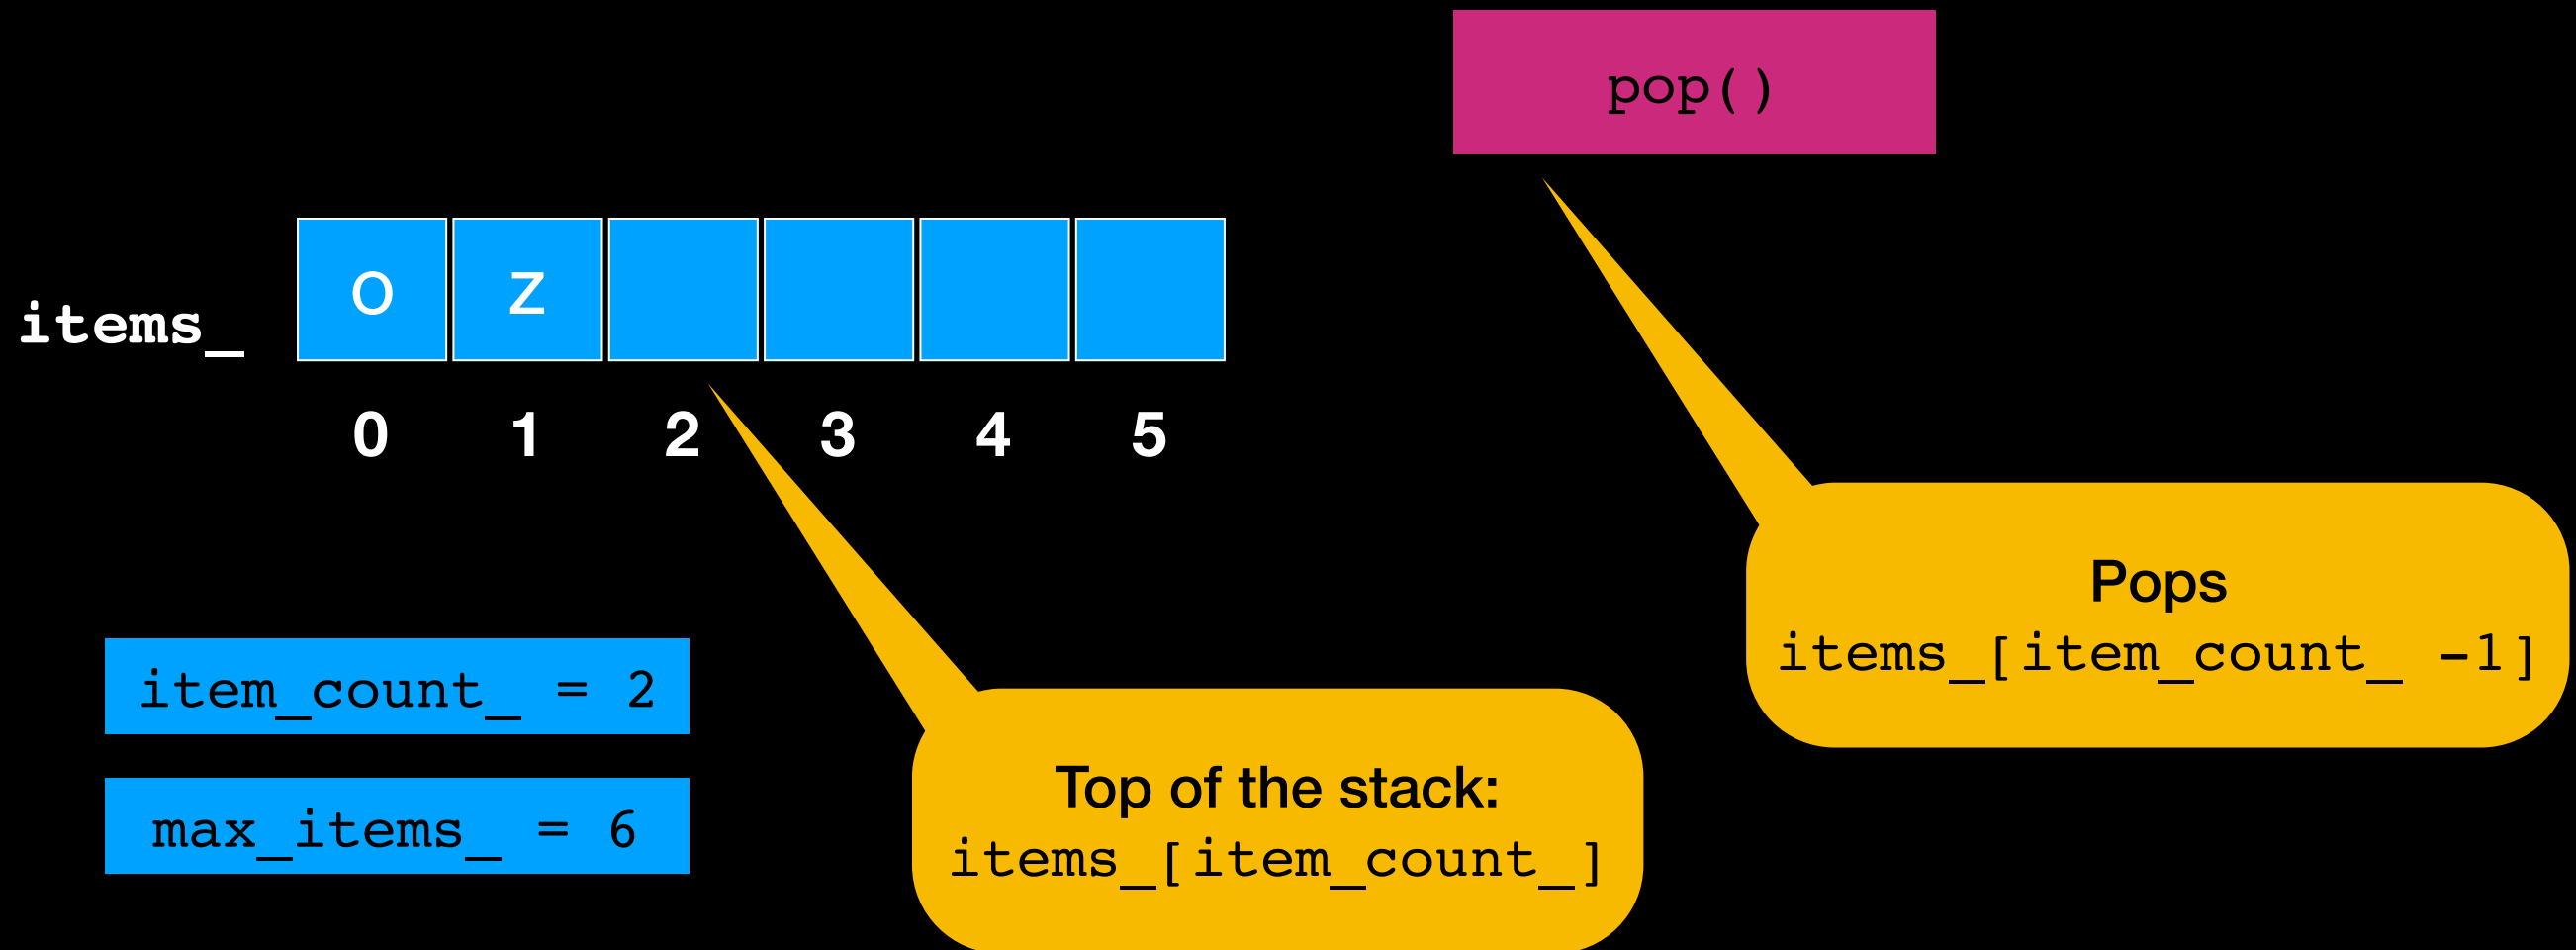 pop()
items_ O Z
0 1 2 3 4 5
Pops
items_[item_count_ -1]
item_count_ = 2
max_items_ = 6
Top of the stack:
items_[item_count_]